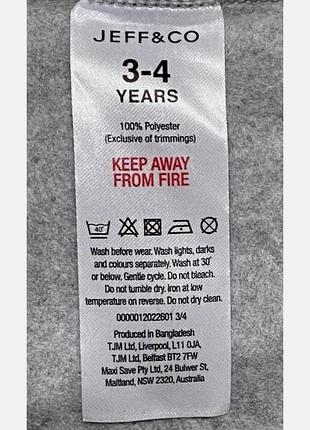 JEFF&CO
3-4
YEARS
100% Polyester
(Exclusive of trimmings)
KEEP AWAY
FROM FIRE
40°
Wash before wear. Wash lights, darks
and colours separately. Wash at 30°
or below. Gentle cycle. Do not bleach.
Do not tumble dry. iron at low
temperature on reverse. Do not dry clean.
0000012022601 3/4
Produced in Bangladesh
TJM Ltd, Liverpool, L11 0JA,
TJM Ltd, Belfast BT2 7FW
Maxi Save Pty Ltd, 24 Bulwer St,
Maitland, NSW 2320, Australia